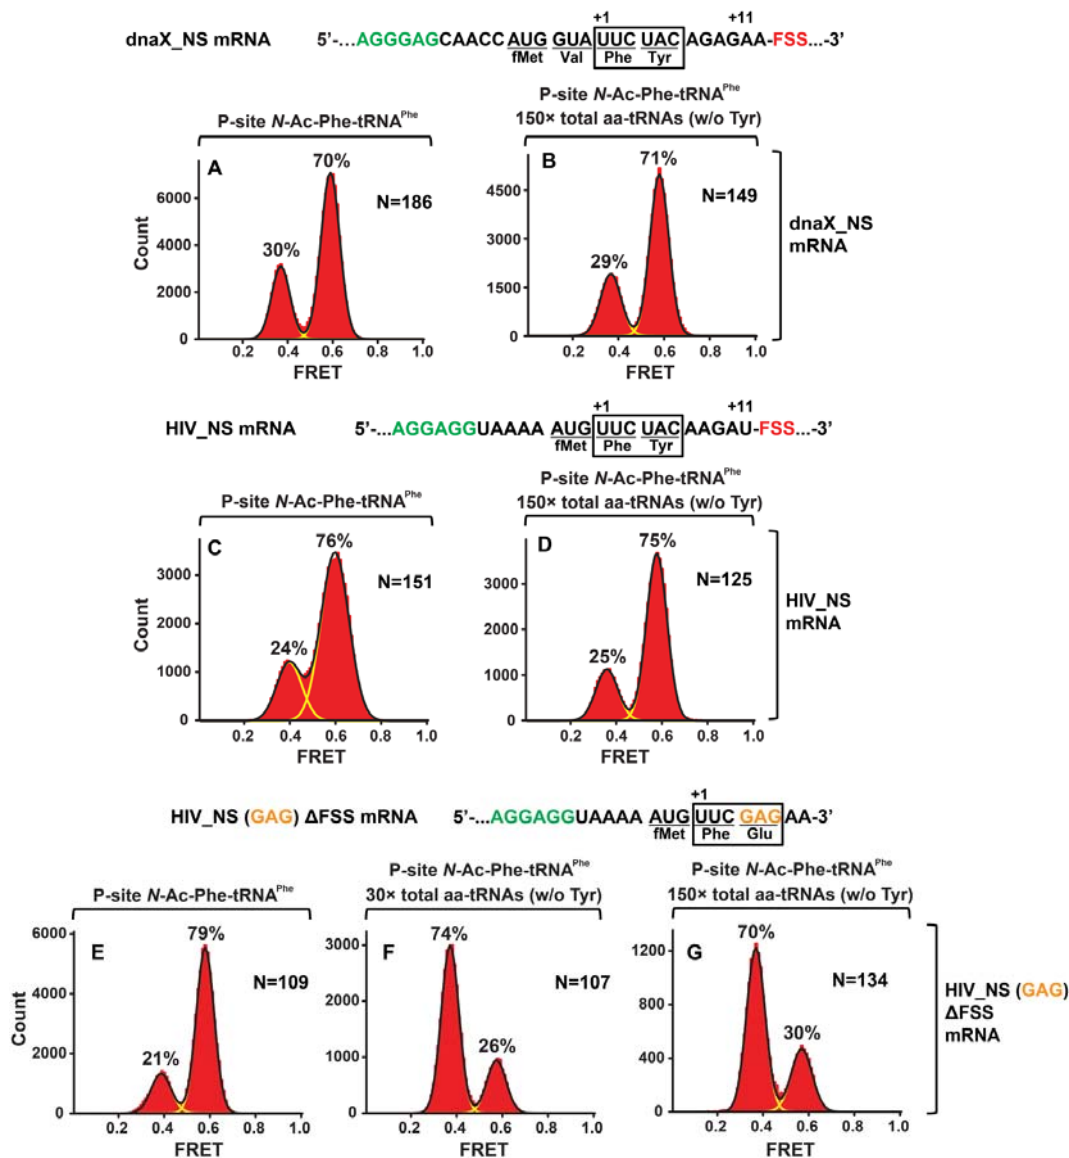 +1 +11
dnaX_NS mRNA 5'-...AGGGAGCAACCAUG GUA UUC UAC AGAGAA-FSS...-3'
fMet Val Phe Tyr
P-site N-Ac-Phe-tRNAPhe
P-site N-Ac-Phe-tRNAPhe
150× total aa-tRNAs (w/o Tyr)
A
70%
30%
N=186
Count
6000
4000
2000
0
0.2 0.4 0.6 0.8 1.0
FRET
B
71%
29%
N=149
4500
3000
1500
0
0.2 0.4 0.6 0.8 1.0
FRET
dnaX_NS
mRNA
+1 +11
HIV_NS mRNA 5'-...AGGAGGUAAAA AUG UUC UAC AAGAU-FSS...-3'
fMet Phe Tyr
P-site N-Ac-Phe-tRNAPhe
P-site N-Ac-Phe-tRNAPhe
150× total aa-tRNAs (w/o Tyr)
C
76%
24%
N=151
Count
3000
2000
1000
0
0.2 0.4 0.6 0.8 1.0
FRET
D
75%
25%
N=125
3000
2000
1000
0
0.2 0.4 0.6 0.8 1.0
FRET
HIV_NS
mRNA
+1
HIV_NS (GAG) ΔFSS mRNA 5'-...AGGAGGUAAAA AUG UUC GAG AA-3'
fMet Phe Glu
P-site N-Ac-Phe-tRNAPhe
P-site N-Ac-Phe-tRNAPhe
30× total aa-tRNAs (w/o Tyr)
P-site N-Ac-Phe-tRNAPhe
150× total aa-tRNAs (w/o Tyr)
E
79%
21%
N=109
Count
6000
4000
2000
0
0.2 0.4 0.6 0.8 1.0
FRET
F
74%
26%
N=107
3000
2000
1000
0
0.2 0.4 0.6 0.8 1.0
FRET
G
70%
30%
N=134
1200
800
400
0
0.2 0.4 0.6 0.8 1.0
FRET
HIV_NS (GAG)
ΔFSS
mRNA